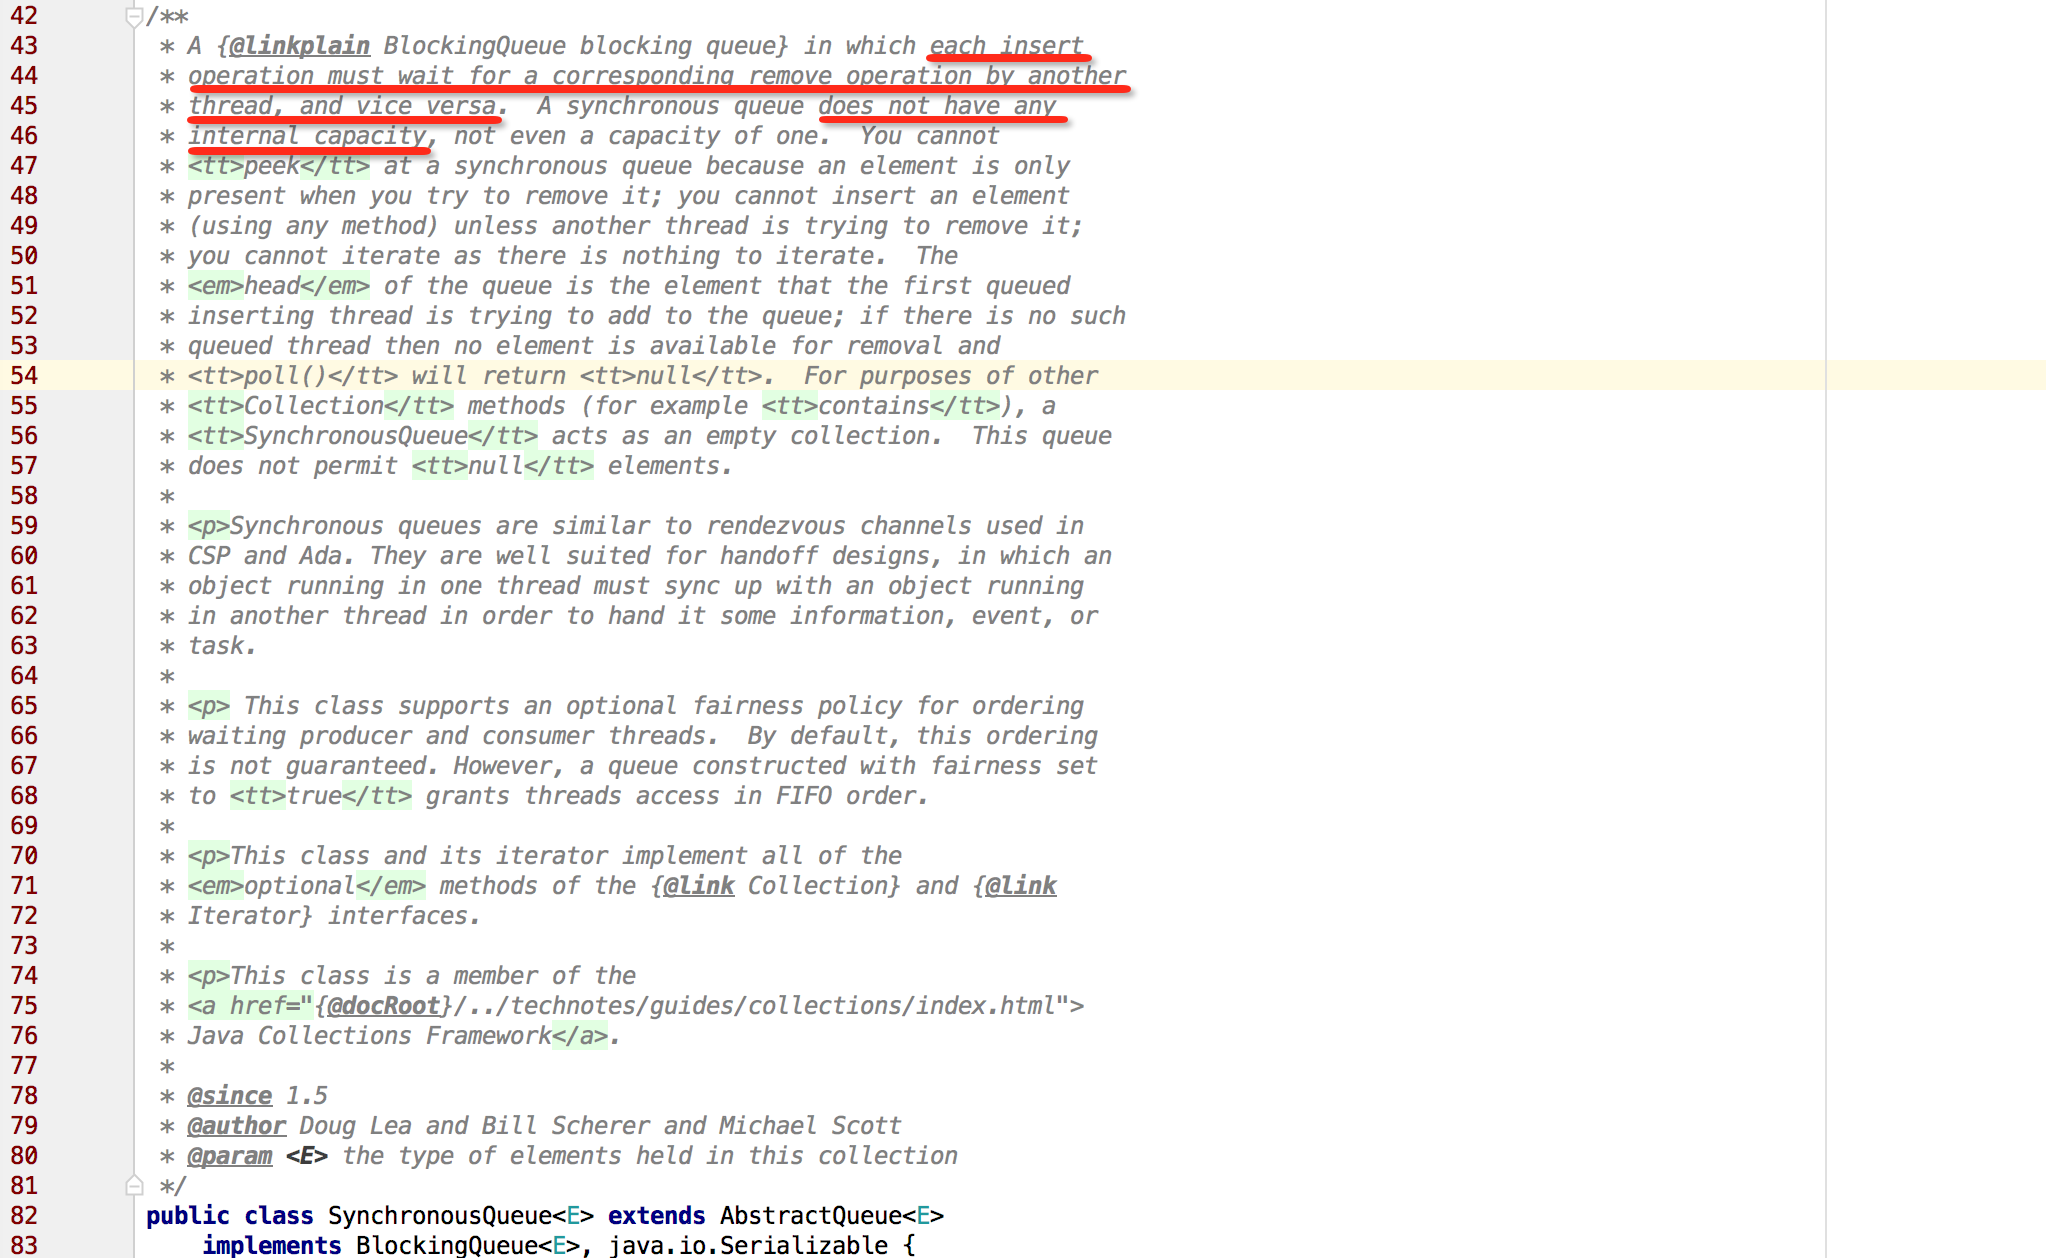 42 /**
43 * A {@linkplain BlockingQueue blocking queue} in which each insert
44 * operation must wait for a corresponding remove operation by another
45 * thread, and vice versa.  A synchronous queue does not have any
46 * internal capacity, not even a capacity of one.  You cannot
47 * <tt>peek</tt> at a synchronous queue because an element is only
48 * present when you try to remove it; you cannot insert an element
49 * (using any method) unless another thread is trying to remove it;
50 * you cannot iterate as there is nothing to iterate.  The
51 * <em>head</em> of the queue is the element that the first queued
52 * inserting thread is trying to add to the queue; if there is no such
53 * queued thread then no element is available for removal and
54 * <tt>poll()</tt> will return <tt>null</tt>.  For purposes of other
55 * <tt>Collection</tt> methods (for example <tt>contains</tt>), a
56 * <tt>SynchronousQueue</tt> acts as an empty collection.  This queue
57 * does not permit <tt>null</tt> elements.
58 *
59 * <p>Synchronous queues are similar to rendezvous channels used in
60 * CSP and Ada. They are well suited for handoff designs, in which an
61 * object running in one thread must sync up with an object running
62 * in another thread in order to hand it some information, event, or
63 * task.
64 *
65 * <p> This class supports an optional fairness policy for ordering
66 * waiting producer and consumer threads.  By default, this ordering
67 * is not guaranteed. However, a queue constructed with fairness set
68 * to <tt>true</tt> grants threads access in FIFO order.
69 *
70 * <p>This class and its iterator implement all of the
71 * <em>optional</em> methods of the {@link Collection} and {@link
72 * Iterator} interfaces.
73 *
74 * <p>This class is a member of the
75 * <a href="{@docRoot}/../technotes/guides/collections/index.html">
76 * Java Collections Framework</a>.
77 *
78 * @since 1.5
79 * @author Doug Lea and Bill Scherer and Michael Scott
80 * @param <E> the type of elements held in this collection
81 */
82 public class SynchronousQueue<E> extends AbstractQueue<E>
83 implements BlockingQueue<E>, java.io.Serializable {